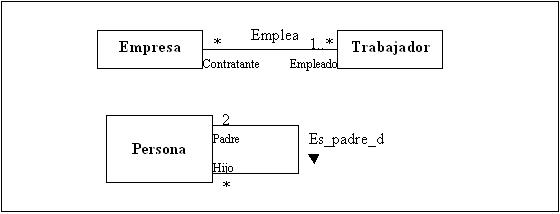 Emplea
Empresa * 1..* Trabajador
Contratante Empleado
2
Padre
Persona Es_padre_d
Hijo
*